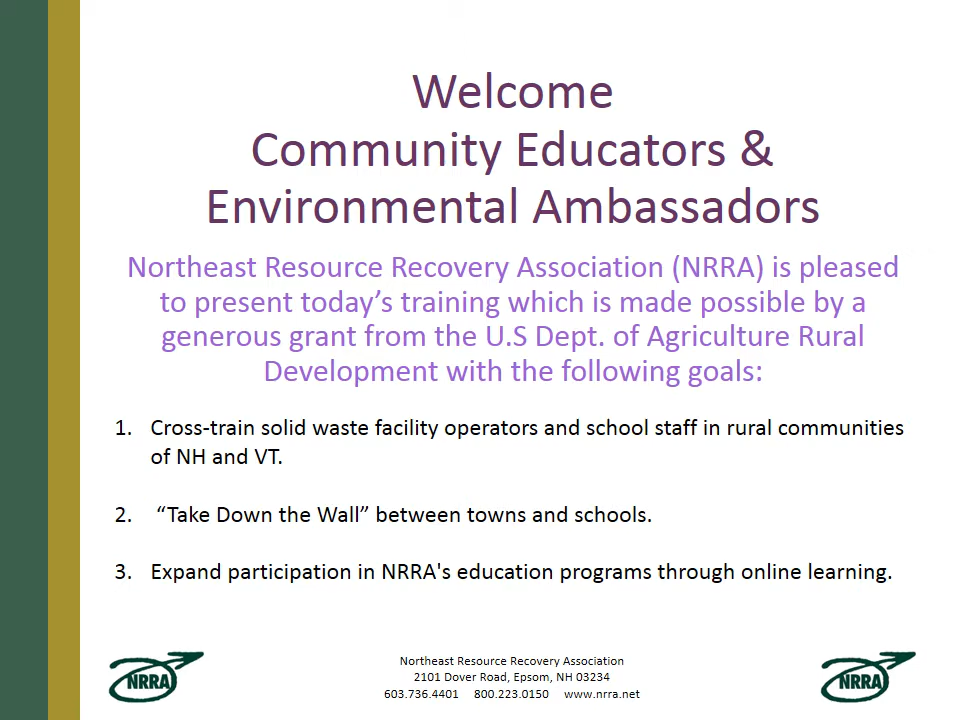 Welcome
Community Educators &
Environmental Ambassadors
Northeast Resource Recovery Association (NRRA) is pleased
to present today’s training which is made possible by a
generous grant from the U.S Dept. of Agriculture Rural
Development with the following goals:
1. Cross-train solid waste facility operators and school staff in rural communities
of NH and VT.
2. “Take Down the Wall” between towns and schools.
3. Expand participation in NRRA's education programs through online learning.
NRRA
Northeast Resource Recovery Association
2101 Dover Road, Epsom, NH 03234
603.736.4401 800.223.0150 www.nrra.net
NRRA